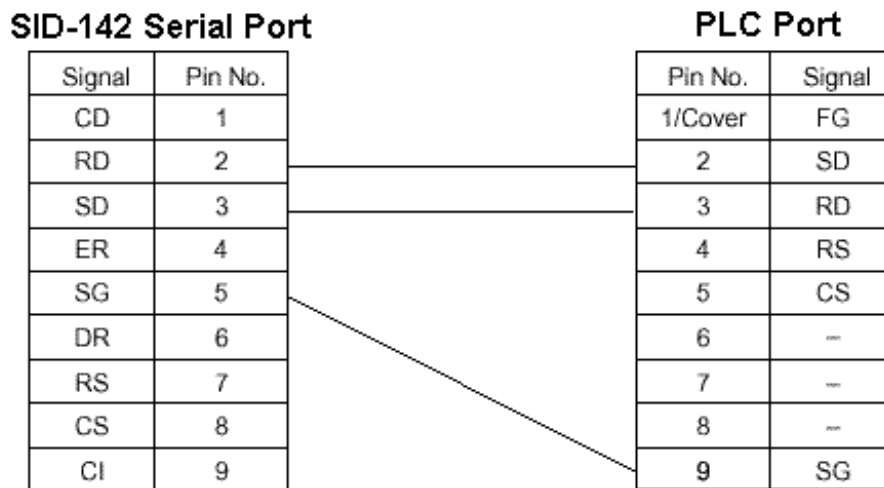 SID-142 Serial Port PLC Port
Signal Pin No. Pin No. Signal
CD 1 1/Cover FG
RD 2 2 SD
SD 3 3 RD
ER 4 4 RS
SG 5 5 CS
DR 6 6 -
RS 7 7 -
CS 8 8 -
CI 9 9 SG